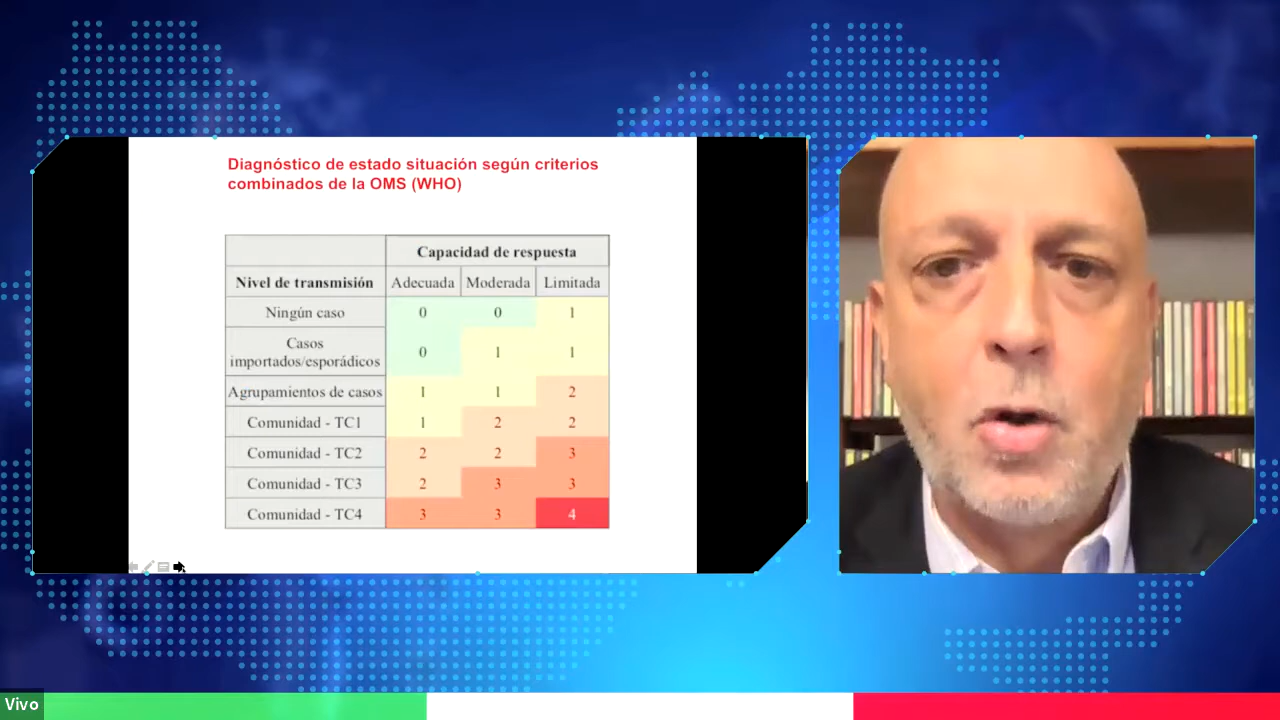 Diagnóstico de estado situación según criterios
combinados de la OMS (WHO)
Capacidad de respuesta
Nivel de transmisión Adecuada Moderada Limitada
Ningún caso 0 0 1
Casos
importados/esporádicos 0 1 1
Agrupamientos de casos 1 1 2
Comunidad - TC1 1 2 2
Comunidad - TC2 2 2 3
Comunidad - TC3 2 3 3
Comunidad - TC4 3 3 4
Vivo